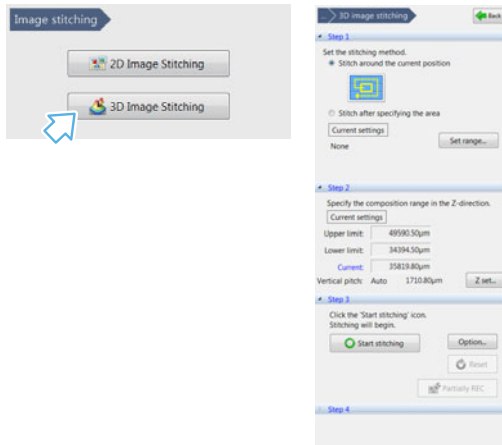 Image stitching
2D Image Stitching
3D Image Stitching
... 3D image stitching
Back
Step 1
Set the stitching method.
Stitch around the current position
Stitch after specifying the area
Current settings
None
Set range...
Step 2
Specify the composition range in the Z-direction.
Current settings
Upper limit: 49590.50μm
Lower limit: 34394.50μm
Current: 35819.80μm
Vertical pitch: Auto 1710.80μm
Z set...
Step 3
Click the 'Start stitching' icon.
Stitching will begin.
Start stitching
Option...
Reset
Partially REC
Step 4